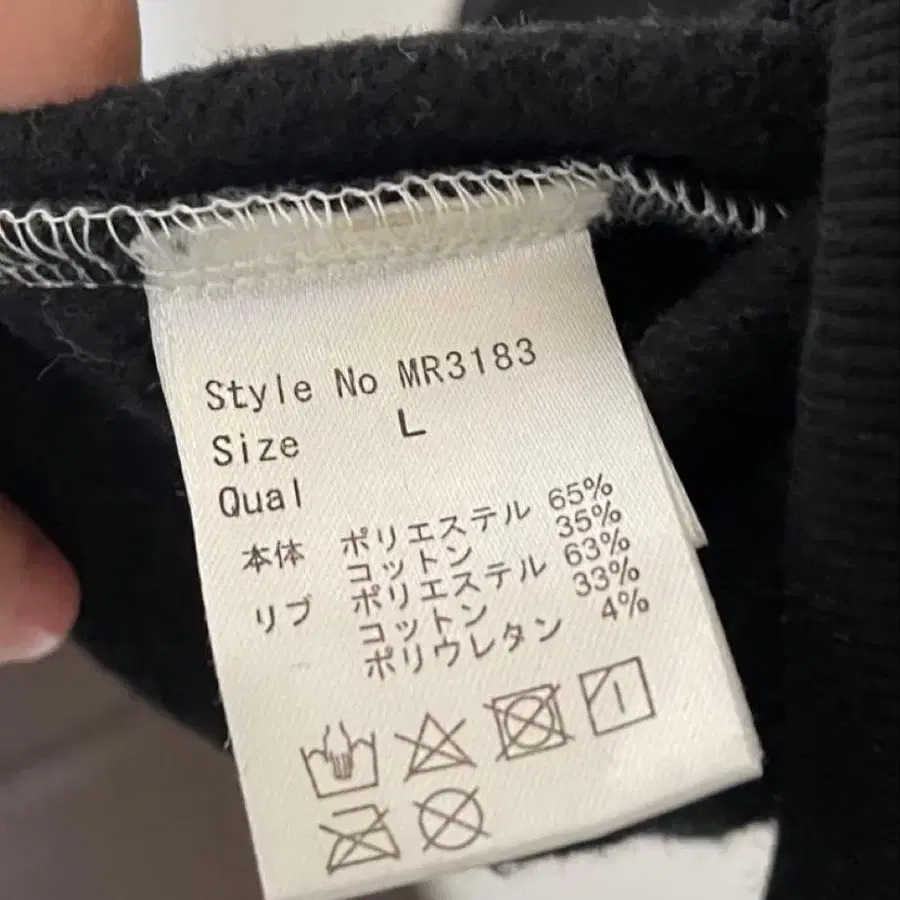 Style No MR3183
Size L
Qual
本体 ポリエステル 65%
コットン 35%
リブ ポリエステル 63%
コットン 33%
ポリウレタン 4%